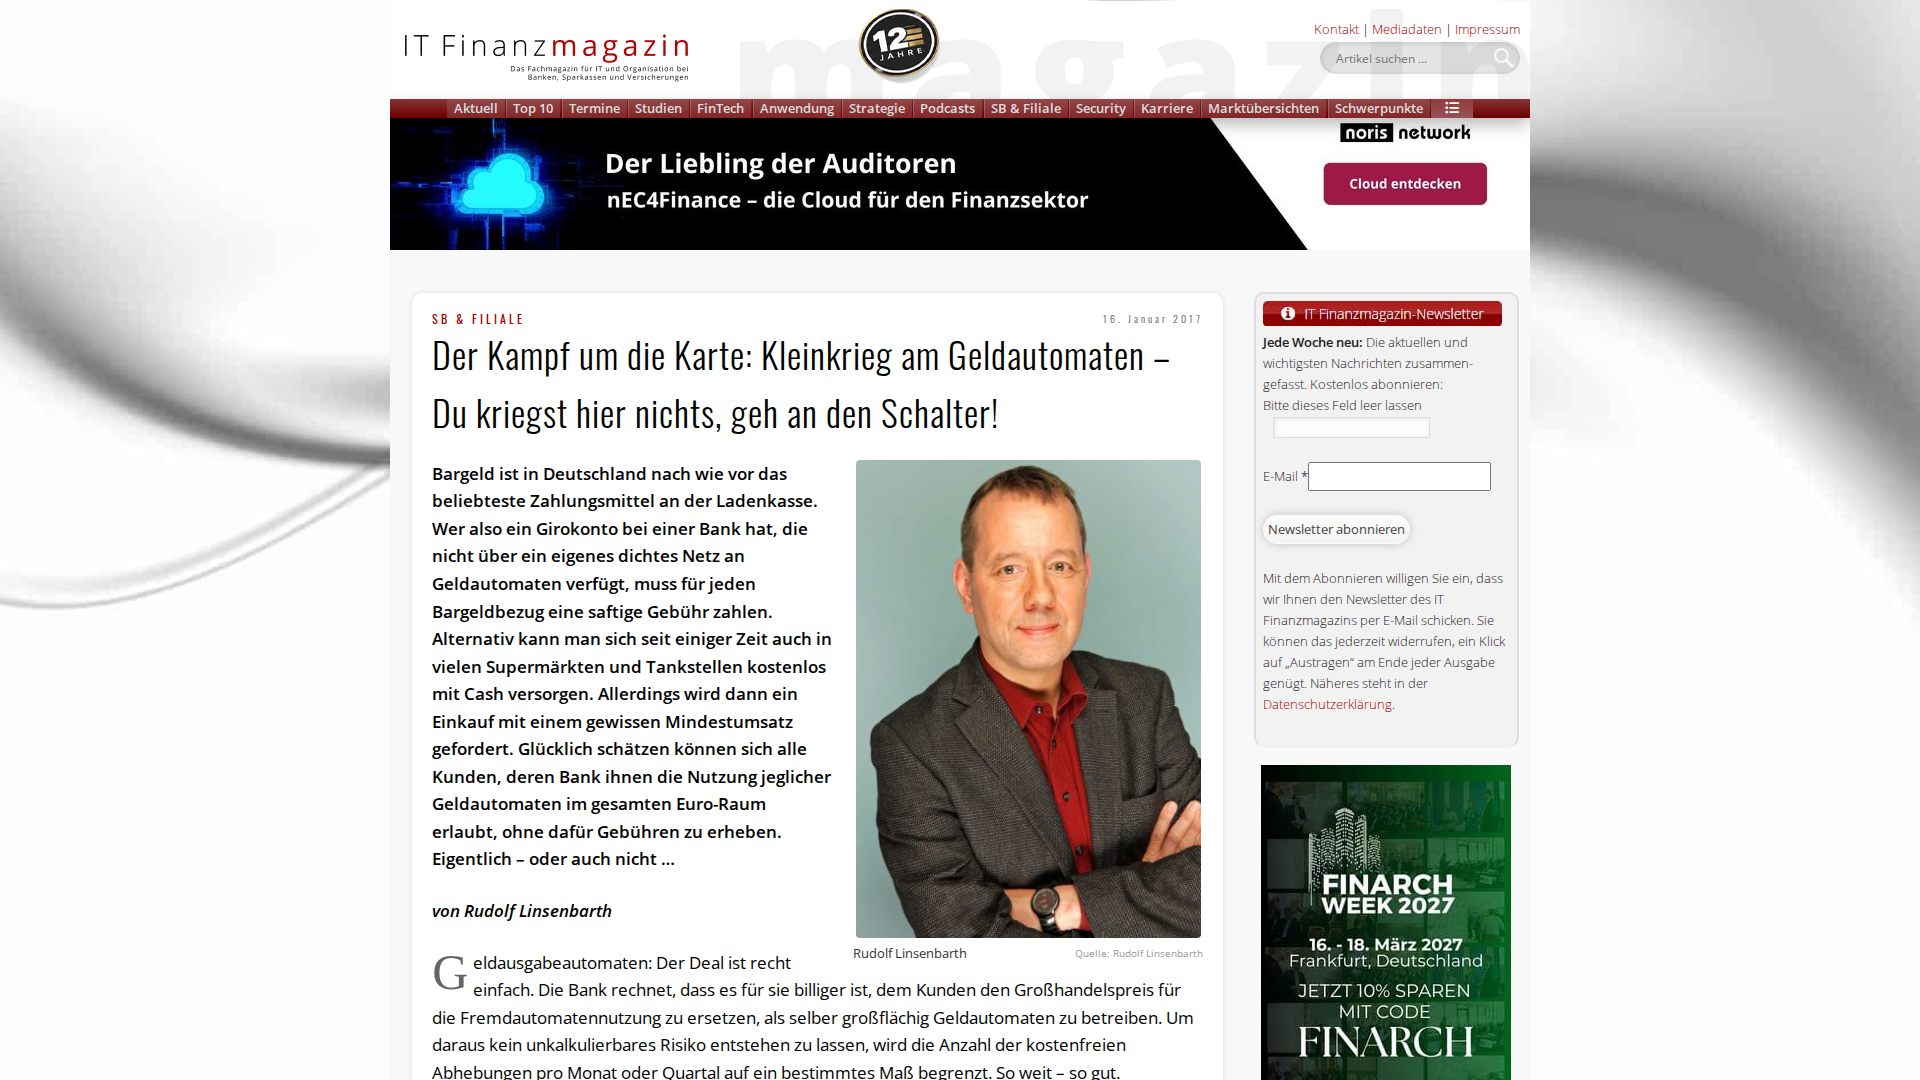 IT Finanzmagazin
Das Fachmagazin für IT und Organisation bei
Banken, Sparkassen und Versicherungen
magazin
12
JAHRE
Kontakt | Mediadaten | Impressum
Artikel suchen ...
Aktuell Top 10 Termine Studien FinTech Anwendung Strategie Podcasts SB & Filiale Security Karriere Marktübersichten Schwerpunkte
Der Liebling der Auditoren
nEC4Finance – die Cloud für den Finanzsektor
noris network
Cloud entdecken
SB & FILIALE
16. Januar 2017
Der Kampf um die Karte: Kleinkrieg am Geldautomaten –
Du kriegst hier nichts, geh an den Schalter!
Bargeld ist in Deutschland nach wie vor das
beliebteste Zahlungsmittel an der Ladenkasse.
Wer also ein Girokonto bei einer Bank hat, die
nicht über ein eigenes dichtes Netz an
Geldautomaten verfügt, muss für jeden
Bargeldbezug eine saftige Gebühr zahlen.
Alternativ kann man sich seit einiger Zeit auch in
vielen Supermärkten und Tankstellen kostenlos
mit Cash versorgen. Allerdings wird dann ein
Einkauf mit einem gewissen Mindestumsatz
gefordert. Glücklich schätzen können sich alle
Kunden, deren Bank ihnen die Nutzung jeglicher
Geldautomaten im gesamten Euro-Raum
erlaubt, ohne dafür Gebühren zu erheben.
Eigentlich – oder auch nicht ...
von Rudolf Linsenbarth
Rudolf Linsenbarth
Quelle: Rudolf Linsenbarth
Geldausgabeautomaten: Der Deal ist recht
einfach. Die Bank rechnet, dass es für sie billiger ist, dem Kunden den Großhandelspreis für
die Fremdautomatennutzung zu ersetzen, als selber großflächig Geldautomaten zu betreiben. Um
daraus kein unkalkulierbares Risiko entstehen zu lassen, wird die Anzahl der kostenfreien
Abhebungen pro Monat oder Quartal auf ein bestimmtes Maß begrenzt. So weit – so gut.
IT Finanzmagazin-Newsletter
Jede Woche neu: Die aktuellen und
wichtigsten Nachrichten zusammen-
gefasst. Kostenlos abonnieren:
Bitte dieses Feld leer lassen
E-Mail *
Newsletter abonnieren
Mit dem Abonnieren willigen Sie ein, dass
wir Ihnen den Newsletter des IT
Finanzmagazins per E-Mail schicken. Sie
können das jederzeit widerrufen, ein Klick
auf „Austragen“ am Ende jeder Ausgabe
genügt. Näheres steht in der
Datenschutzerklärung.
FINARCH
WEEK 2027
16. - 18. März 2027
Frankfurt, Deutschland
JETZT 10% SPAREN
MIT CODE
FINARCH